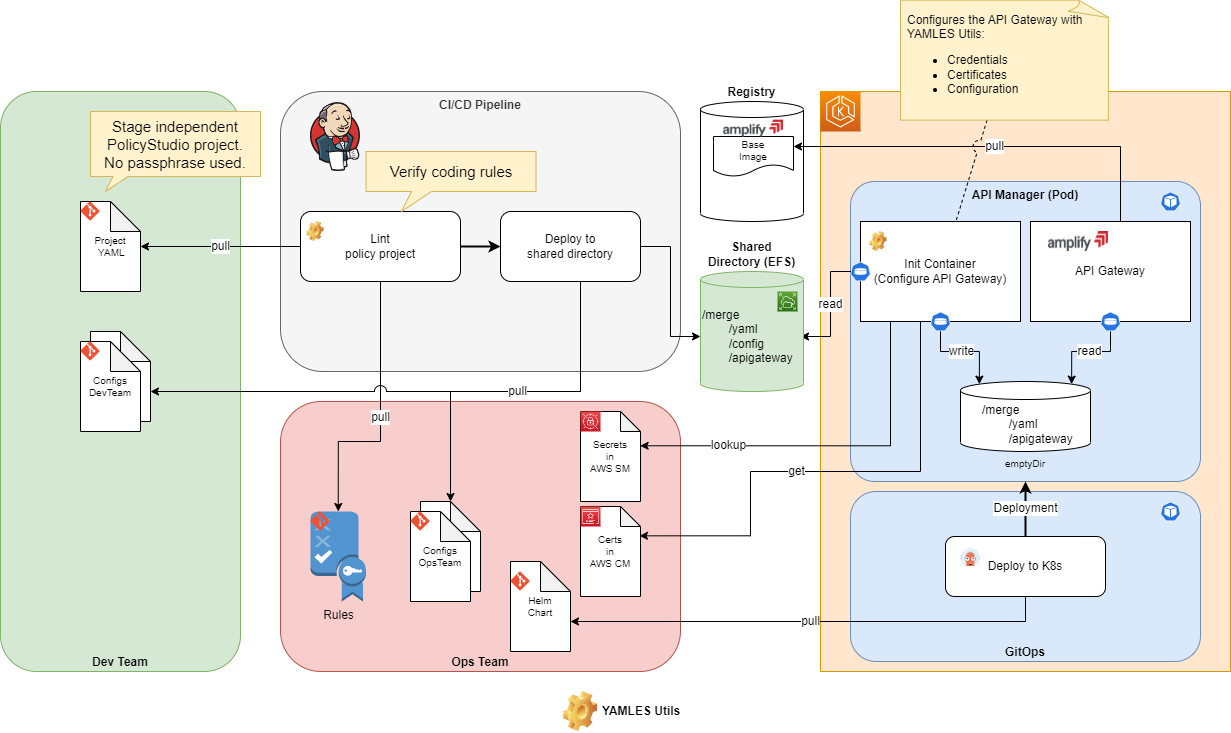 Configures the API Gateway with
YAMLES Utils:
Credentials
Certificates
Configuration
Stage independent
PolicyStudio project.
No passphrase used.
CI/CD Pipeline
Verify coding rules
Registry
amplify
Base
Image
pull
API Manager (Pod)
Project
YAML
pull
Lint
policy project
Deploy to
shared directory
Shared
Directory (EFS)
/merge
/yaml
/config
/apigateway
read
Init Container
(Configure API Gateway)
amplify
API Gateway
write
read
/merge
/yaml
/apigateway
emptyDir
Configs
DevTeam
pull
pull
Secrets
in
AWS SM
lookup
get
Certs
in
AWS CM
Configs
OpsTeam
Rules
Helm
Chart
pull
Deployment
Deploy to K8s
GitOps
Dev Team
Ops Team
YAMLES Utils